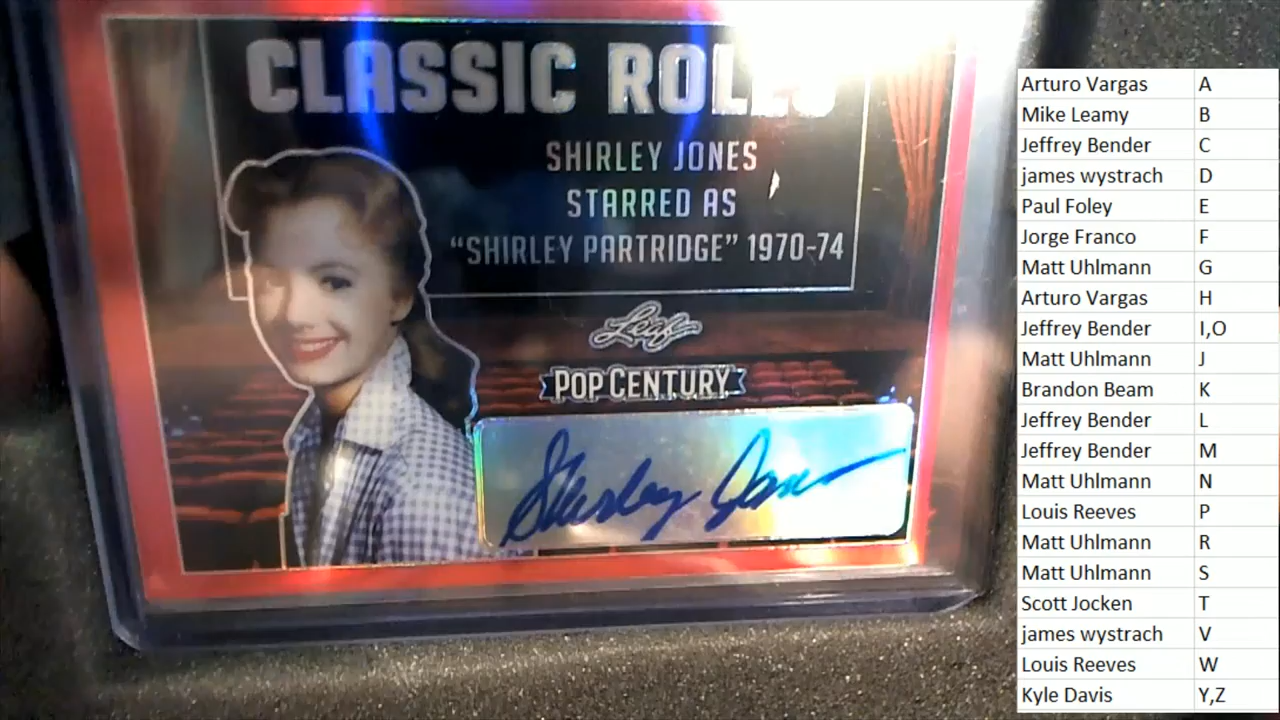 CLASSIC ROLES
SHIRLEY JONES
STARRED AS
“SHIRLEY PARTRIDGE” 1970-74
Leaf
POP CENTURY
Shirley Jones
Arturo Vargas A
Mike Leamy B
Jeffrey Bender C
james wystrach D
Paul Foley E
Jorge Franco F
Matt Uhlmann G
Arturo Vargas H
Jeffrey Bender I,O
Matt Uhlmann J
Brandon Beam K
Jeffrey Bender L
Jeffrey Bender M
Matt Uhlmann N
Louis Reeves P
Matt Uhlmann R
Matt Uhlmann S
Scott Jocken T
james wystrach V
Louis Reeves W
Kyle Davis Y,Z